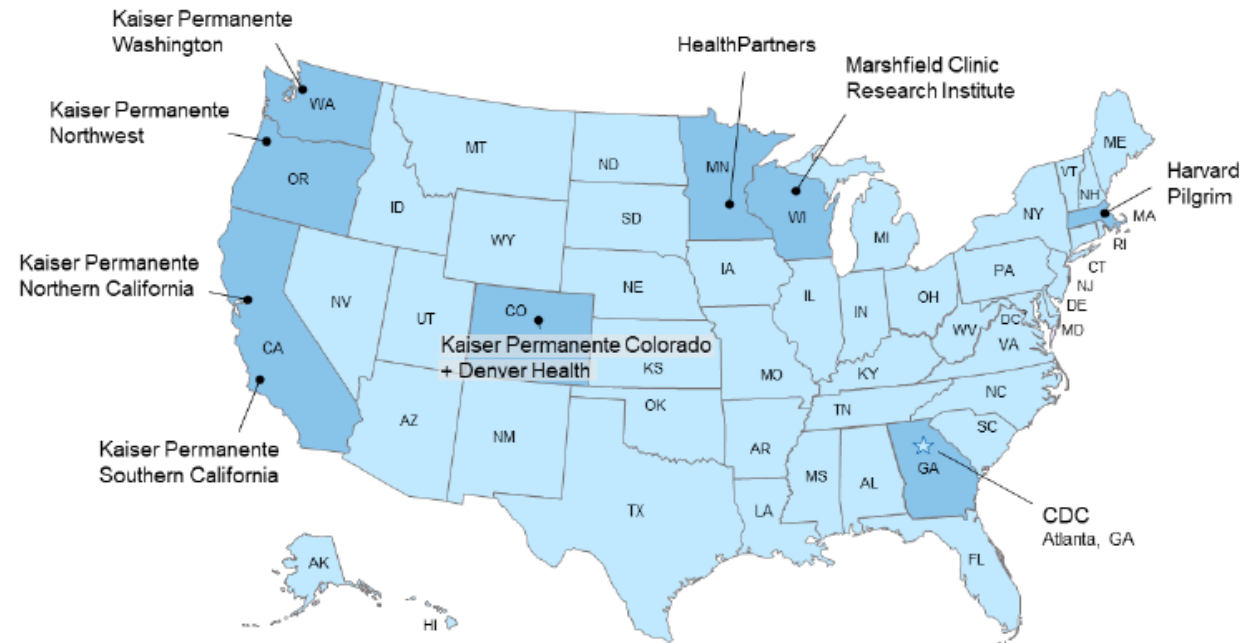 Kaiser Permanente
Washington
HealthPartners
Marshfield Clinic
Research Institute
Kaiser Permanente
Northwest
Harvard
Pilgrim
Kaiser Permanente
Northern California
Kaiser Permanente Colorado
+ Denver Health
Kaiser Permanente
Southern California
CDC
Atlanta, GA
WA
OR
CA
ID
NV
MT
WY
UT
CO
AZ
NM
ND
SD
NE
KS
OK
TX
MN
IA
MO
AR
LA
WI
IL
MI
IN
OH
KY
TN
MS
AL
GA
FL
SC
NC
VA
WV
DC
MD
DE
PA
NJ
NY
CT
RI
MA
VT
NH
ME
AK
HI